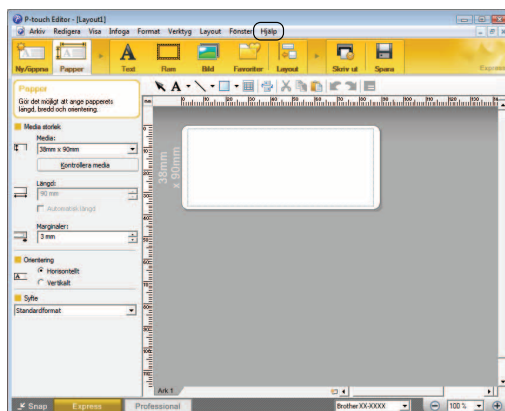 P-touch Editor - [Layout1]
Arkiv Redigera Visa Infoga Format Verktyg Layout Fönster Hjälp
Ny/öppna Papper Text Ram Bild Favoriter Layout Skriv ut Spara Express
Papper
Gör det möjligt att ange papperets
längd, bredd och orientering.
Media storlek
Media:
38mm x 90mm
Kontrollera media
Längd:
90 mm
Automatisk längd
Marginaler:
3 mm
Orientering
Horisontellt
Vertikalt
Syfte
Standardformat
38mm
x 90mm
Ark 1
Snap Express Professional
Brother XX-XXXX
100 %